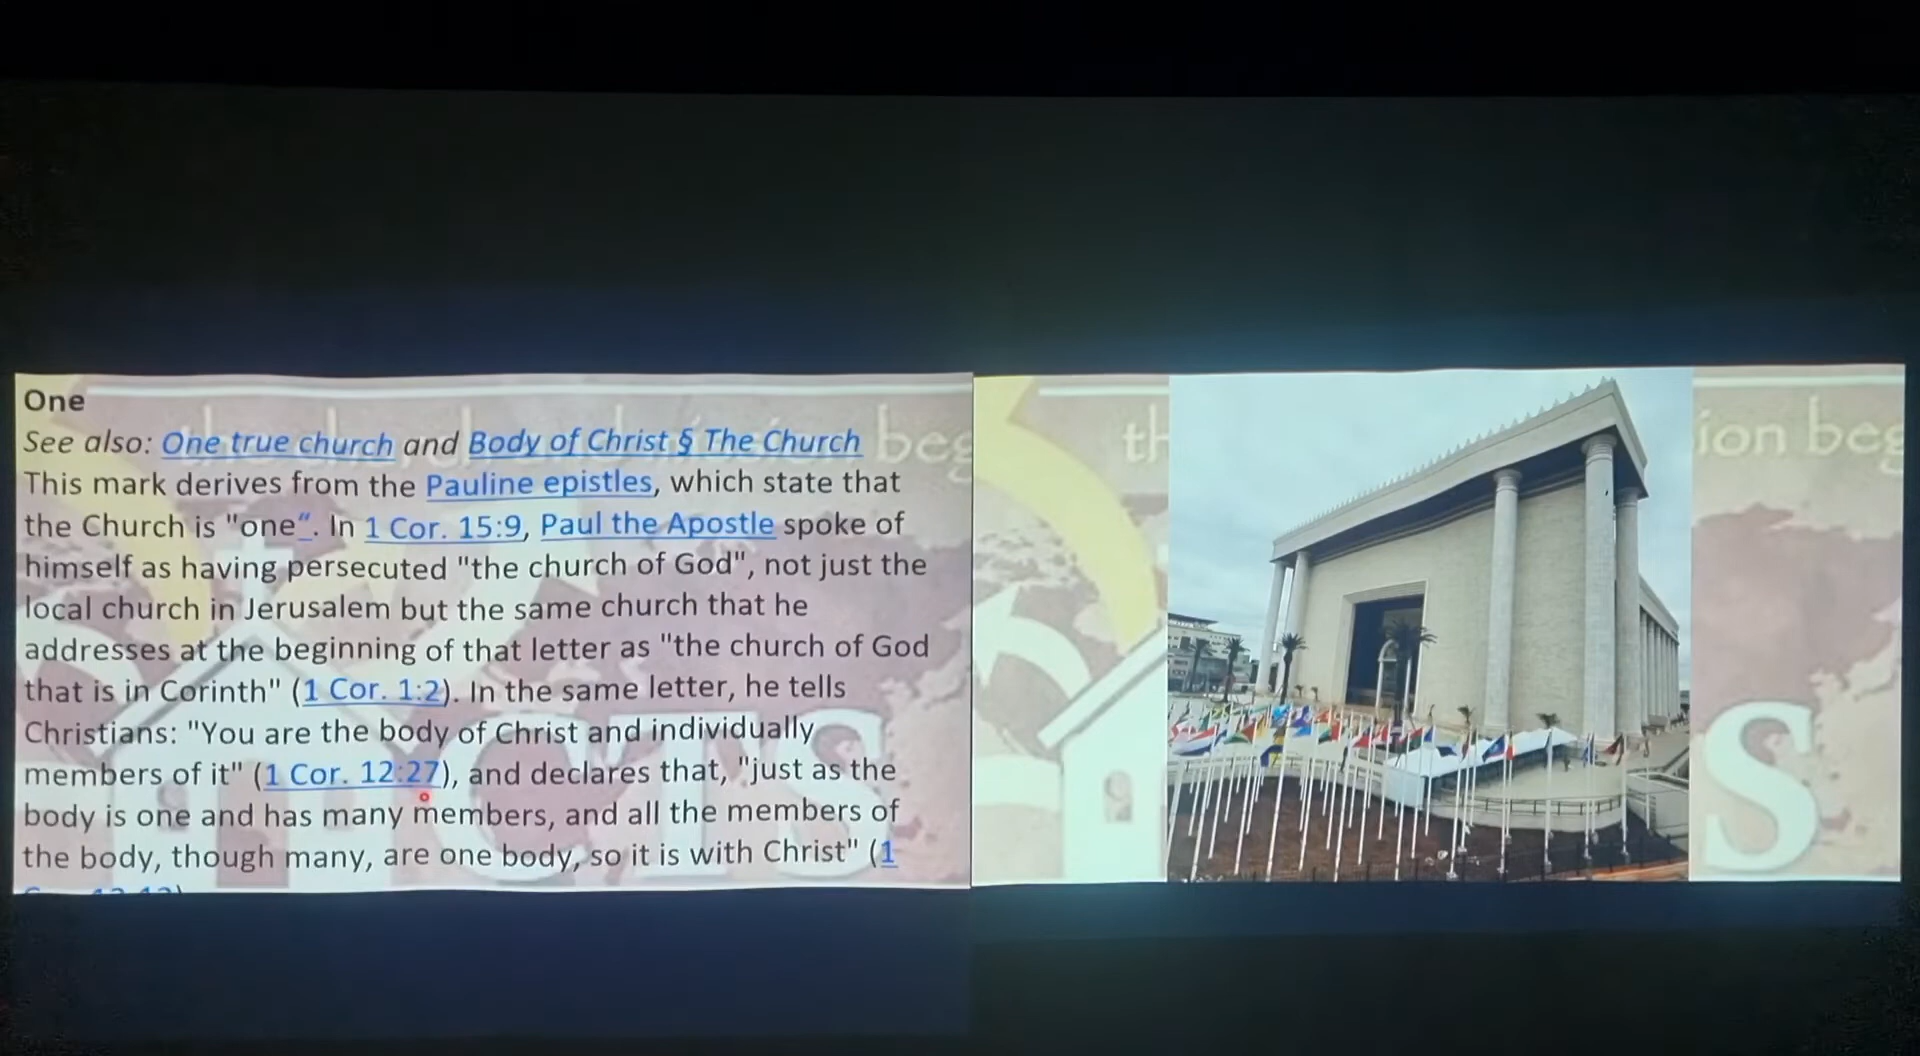 One
See also: One true church and Body of Christ § The Church
This mark derives from the Pauline epistles, which state that
the Church is "one“. In 1 Cor. 15:9, Paul the Apostle spoke of
himself as having persecuted "the church of God", not just the
local church in Jerusalem but the same church that he
addresses at the beginning of that letter as "the church of God
that is in Corinth" (1 Cor. 1:2). In the same letter, he tells
Christians: "You are the body of Christ and individually
members of it" (1 Cor. 12:27), and declares that, "just as the
body is one and has many members, and all the members of
the body, though many, are one body, so it is with Christ" (1
beg
CTS
th
ion beg
S